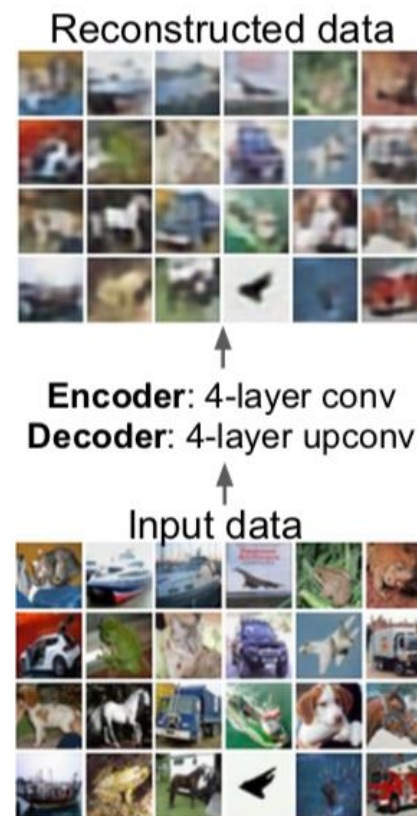 Reconstructed data
Encoder: 4-layer conv
Decoder: 4-layer upconv
Input data